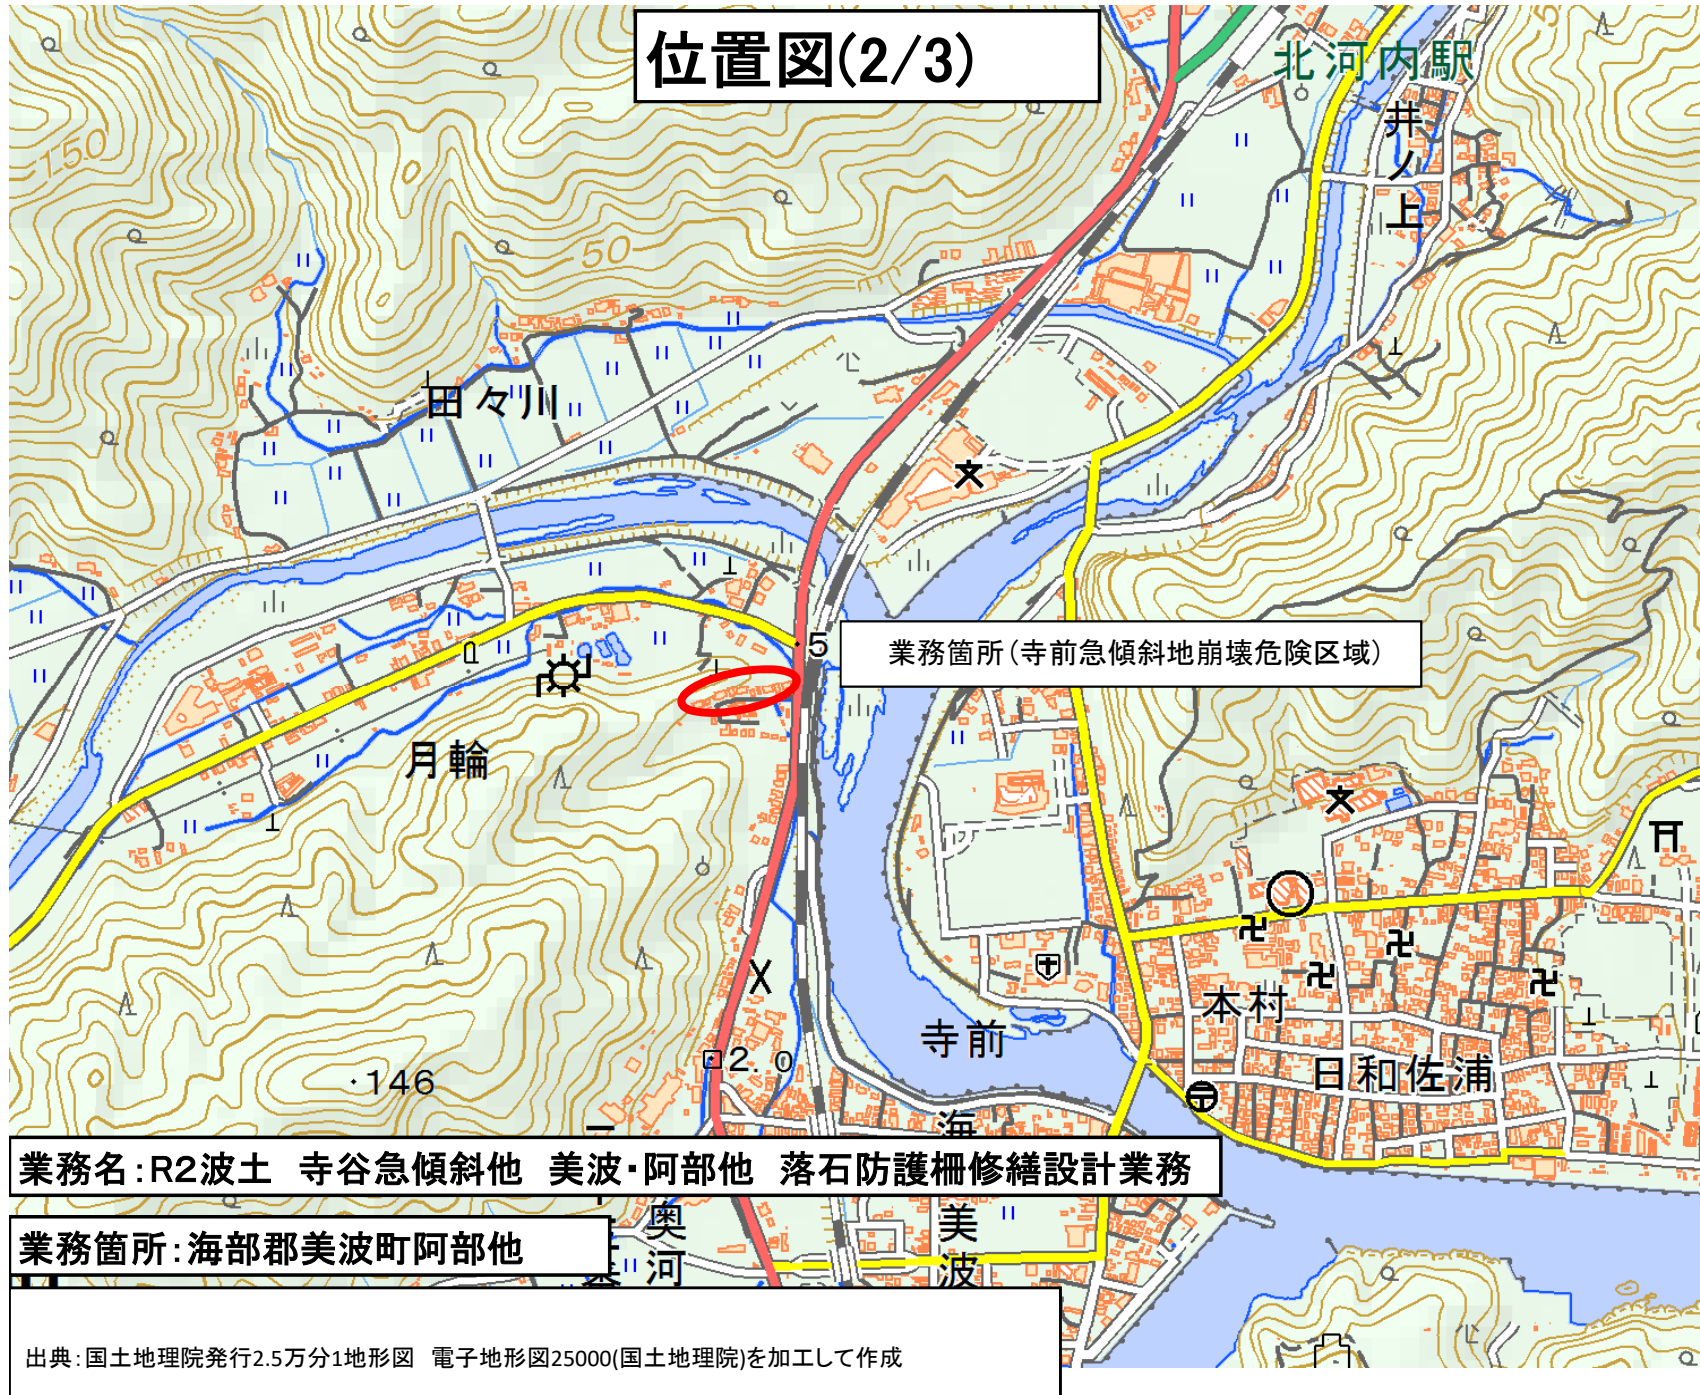 位置図(2/3)
北河内駅
井ノ上
150
50
田々川
5
業務箇所(寺前急傾斜地崩壊危険区域)
月輪
本村
寺前
日和佐浦
2.0
・146
海
業務名:R2波土　寺谷急傾斜他　美波・阿部他　落石防護柵修繕設計業務
奥河
美波
業務箇所:海部郡美波町阿部他
出典:国土地理院発行2.5万分1地形図　電子地形図25000(国土地理院)を加工して作成